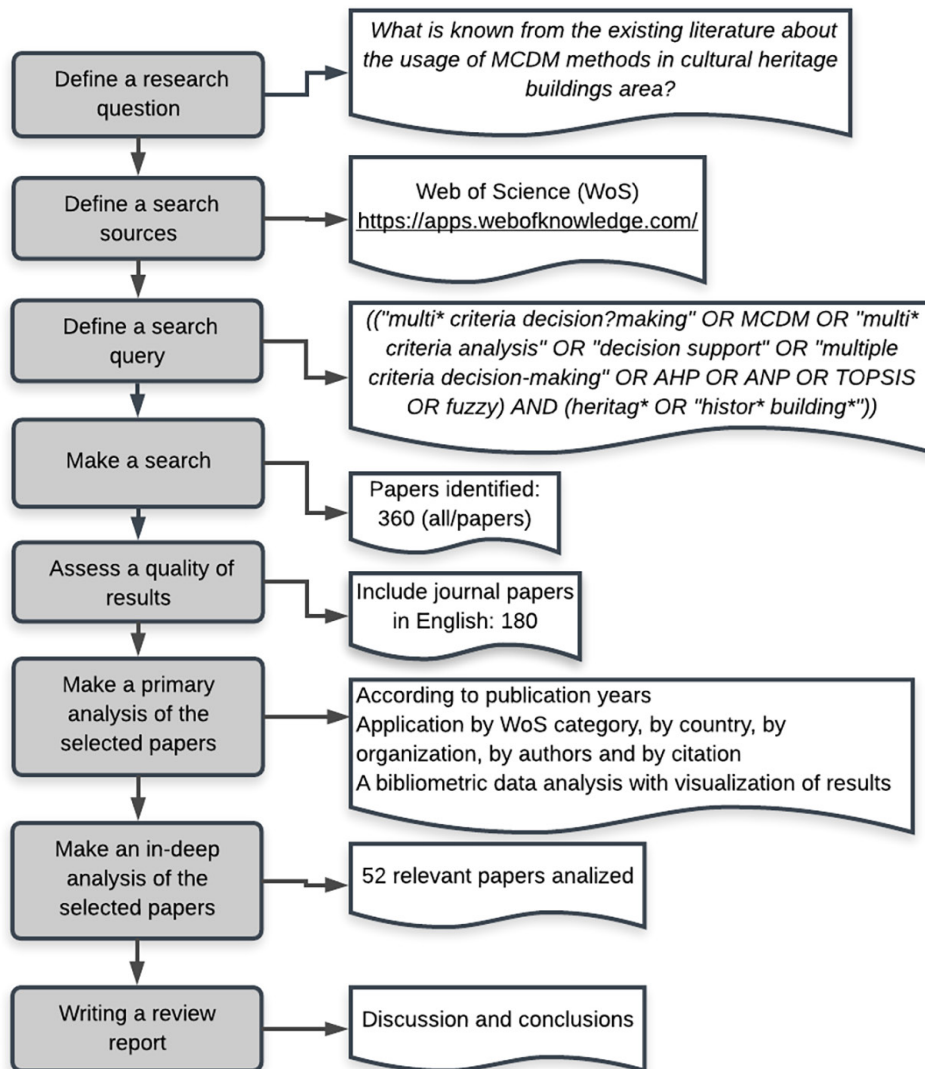 Define a research
question
What is known from the existing literature about
the usage of MCDM methods in cultural heritage
buildings area?
Define a search
sources
Web of Science (WoS)
https://apps.webofknowledge.com/
Define a search
query
(("multi* criteria decision?making" OR MCDM OR "multi*
criteria analysis" OR "decision support" OR "multiple
criteria decision-making" OR AHP OR ANP OR TOPSIS
OR fuzzy) AND (heritag* OR "histor* building*"))
Make a search
Papers identified:
360 (all/papers)
Assess a quality of
results
Include journal papers
in English: 180
Make a primary
analysis of the
selected papers
According to publication years
Application by WoS category, by country, by
organization, by authors and by citation
A bibliometric data analysis with visualization of results
Make an in-deep
analysis of the
selected papers
52 relevant papers analized
Writing a review
report
Discussion and conclusions